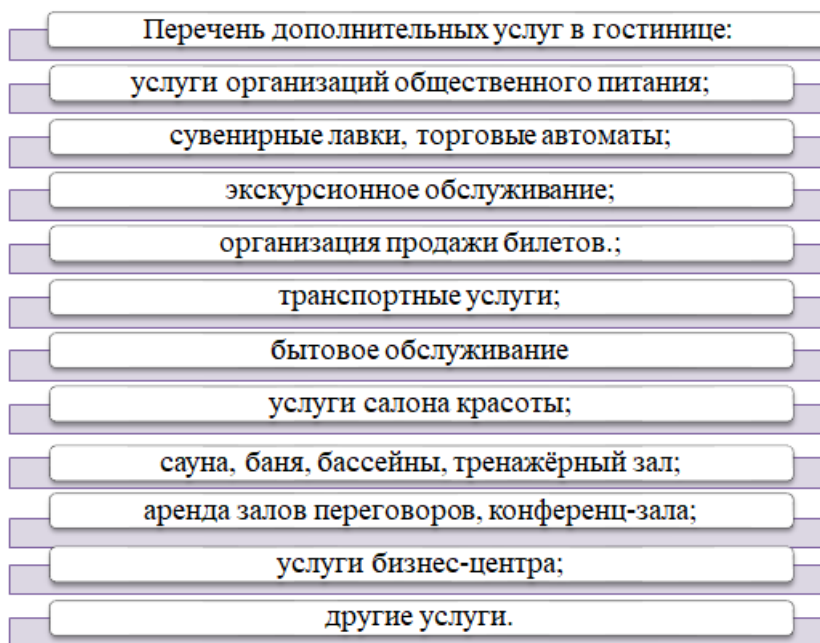 Перечень дополнительных услуг в гостинице:
услуги организаций общественного питания;
сувенирные лавки, торговые автоматы;
экскурсионное обслуживание;
организация продажи билетов.;
транспортные услуги;
бытовое обслуживание
услуги салона красоты;
сауна, баня, бассейны, тренажёрный зал;
аренда залов переговоров, конференц-зала;
услуги бизнес-центра;
другие услуги.